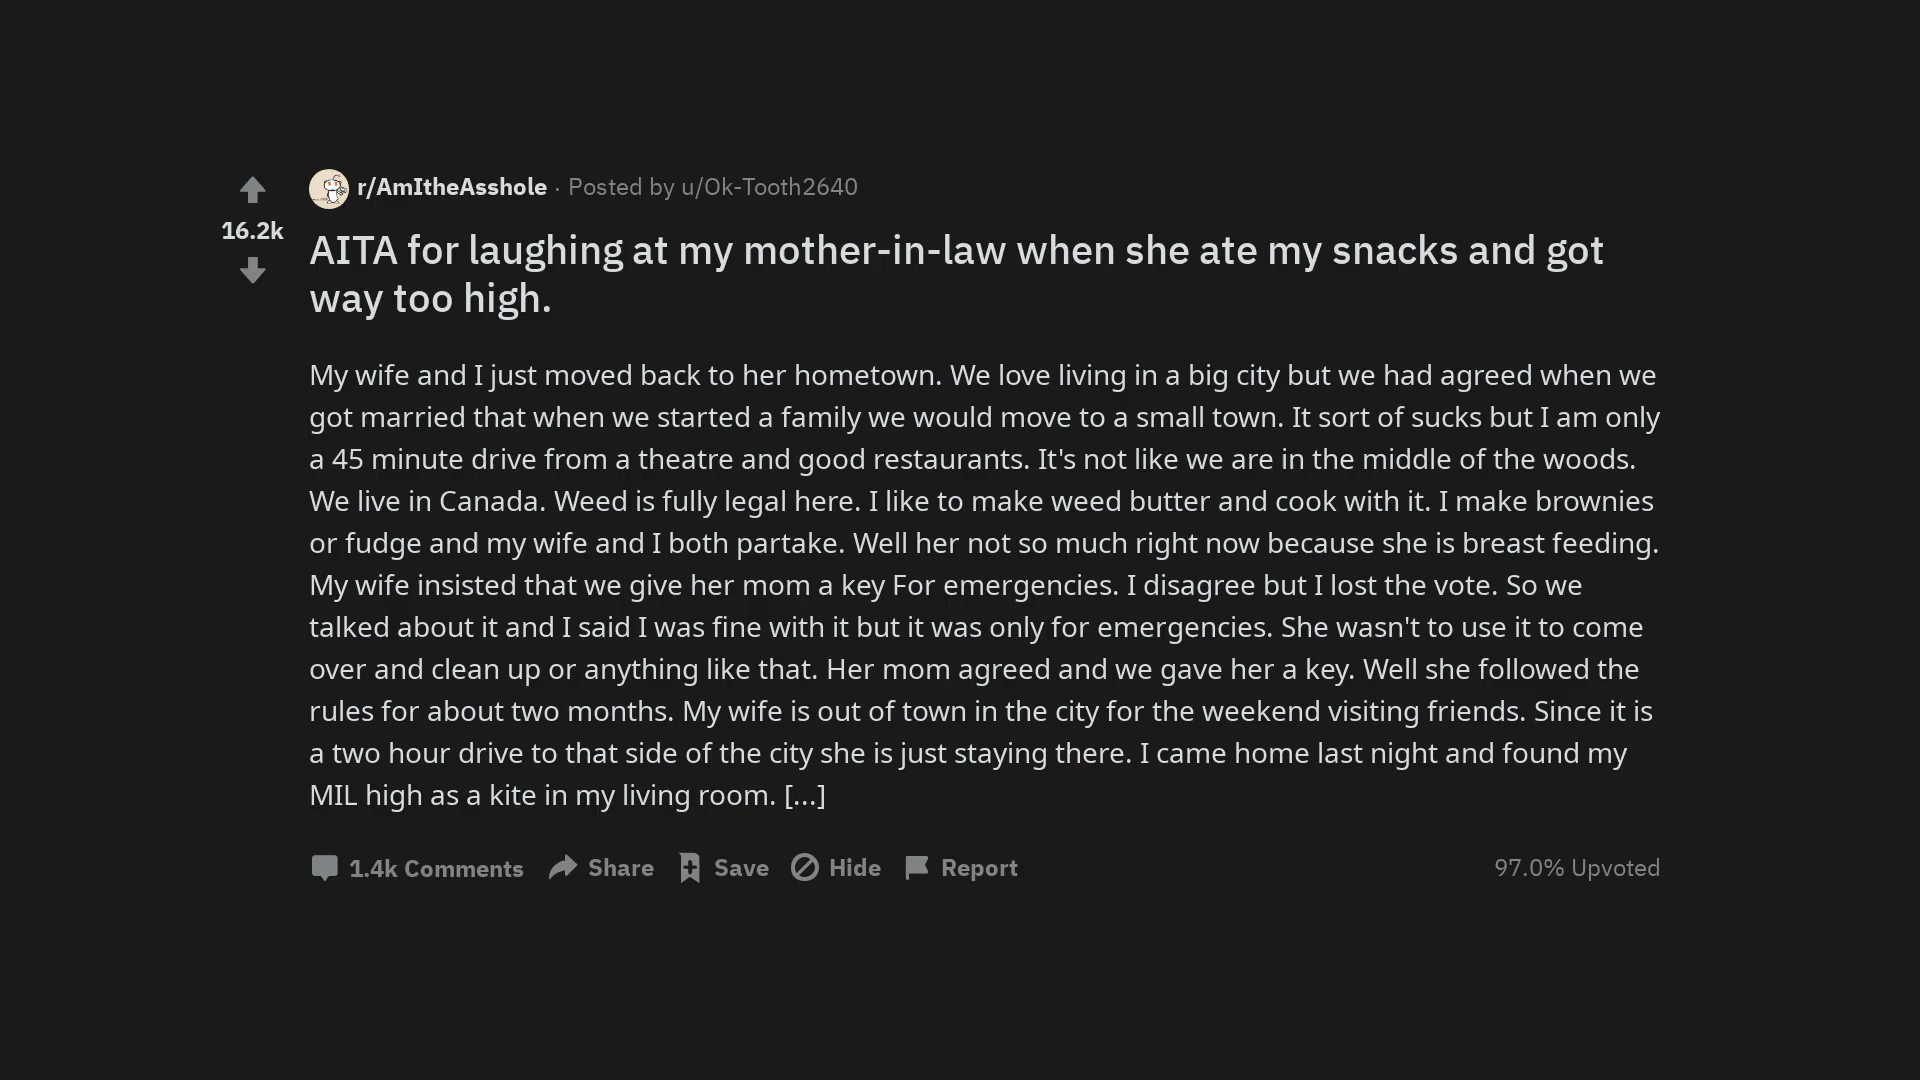 r/AmItheAsshole · Posted by u/Ok-Tooth2640
16.2k
AITA for laughing at my mother-in-law when she ate my snacks and got
way too high.
My wife and I just moved back to her hometown. We love living in a big city but we had agreed when we
got married that when we started a family we would move to a small town. It sort of sucks but I am only
a 45 minute drive from a theatre and good restaurants. It's not like we are in the middle of the woods.
We live in Canada. Weed is fully legal here. I like to make weed butter and cook with it. I make brownies
or fudge and my wife and I both partake. Well her not so much right now because she is breast feeding.
My wife insisted that we give her mom a key For emergencies. I disagree but I lost the vote. So we
talked about it and I said I was fine with it but it was only for emergencies. She wasn't to use it to come
over and clean up or anything like that. Her mom agreed and we gave her a key. Well she followed the
rules for about two months. My wife is out of town in the city for the weekend visiting friends. Since it is
a two hour drive to that side of the city she is just staying there. I came home last night and found my
MIL high as a kite in my living room. [...]
1.4k Comments Share Save Hide Report 97.0% Upvoted